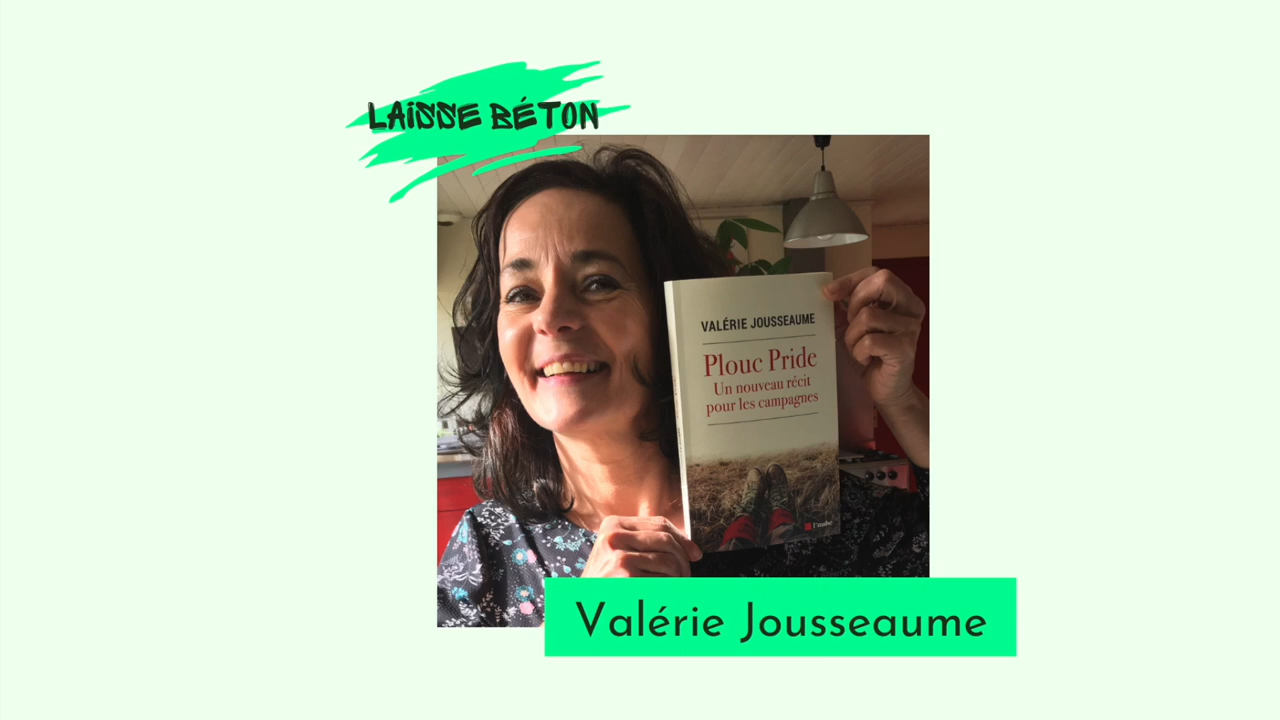 LAISSE BÉTON
VALÉRIE JOUSSEAUME
Plouc Pride
Un nouveau récit
pour les campagnes
l'aube
Valérie Jousseaume